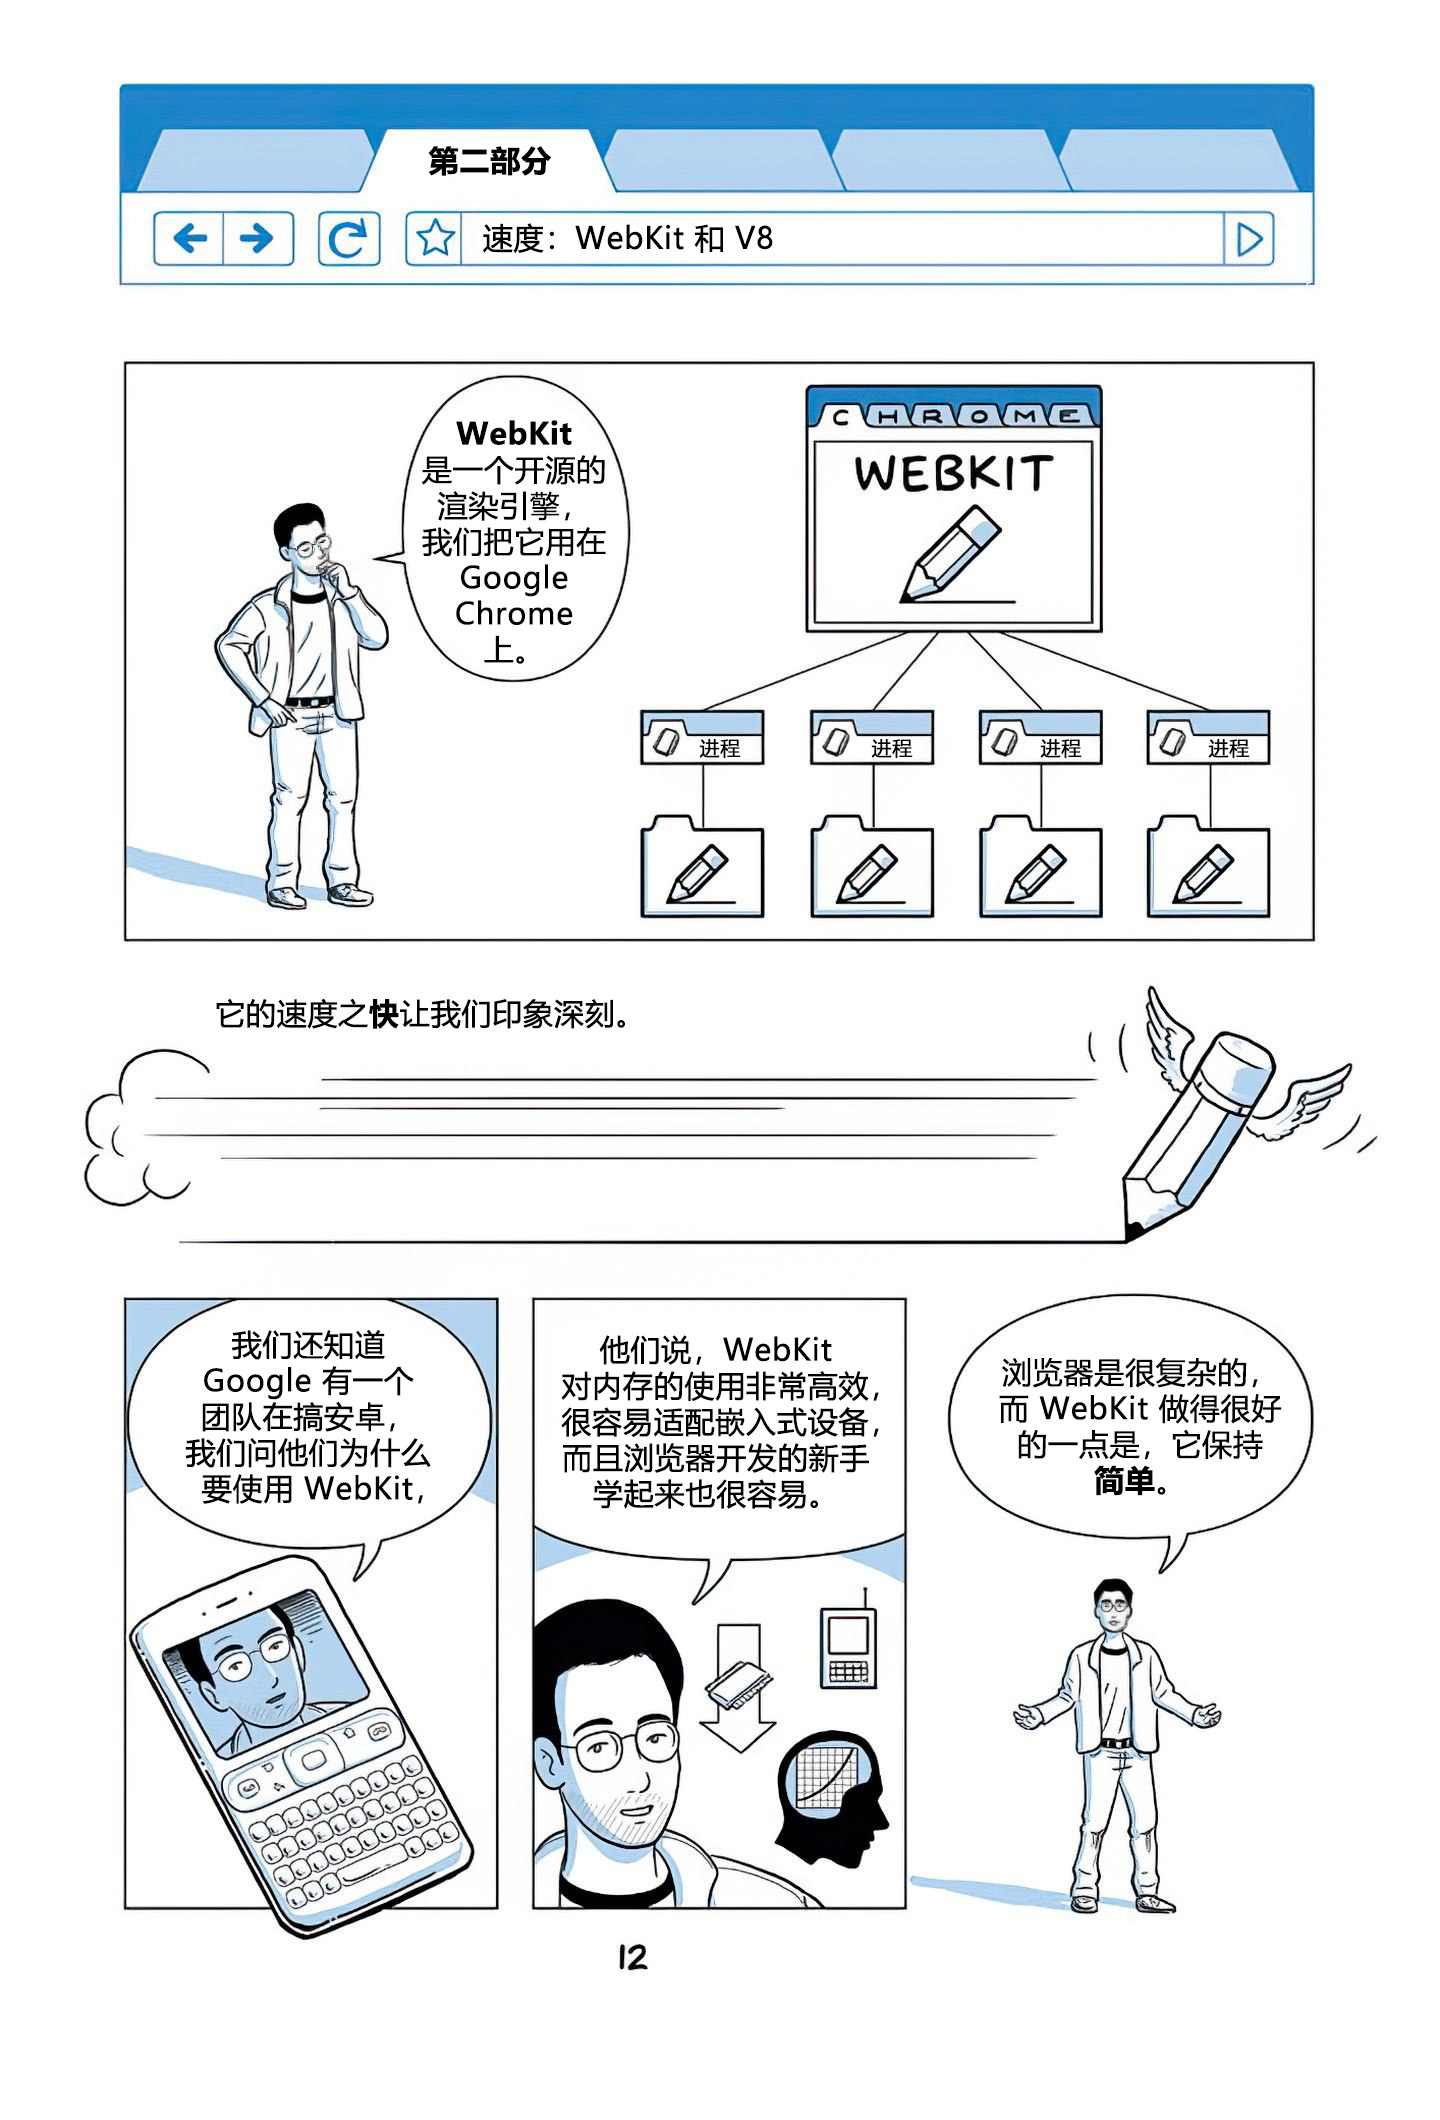 第二部分
速度：WebKit 和 V8
WebKit
是一个开源的
渲染引擎，
我们把它用在
Google
Chrome
上。
CHROME
WEBKIT
进程 进程 进程 进程
它的速度之快让我们印象深刻。
我们还知道
Google 有一个
团队在搞安卓，
我们问他们为什么
要使用 WebKit，
他们说，WebKit
对内存的使用非常高效，
很容易适配嵌入式设备，
而且浏览器开发的新手
学起来也很容易。
浏览器是很复杂的，
而 WebKit 做得很好
的一点是，它保持
简单。
12